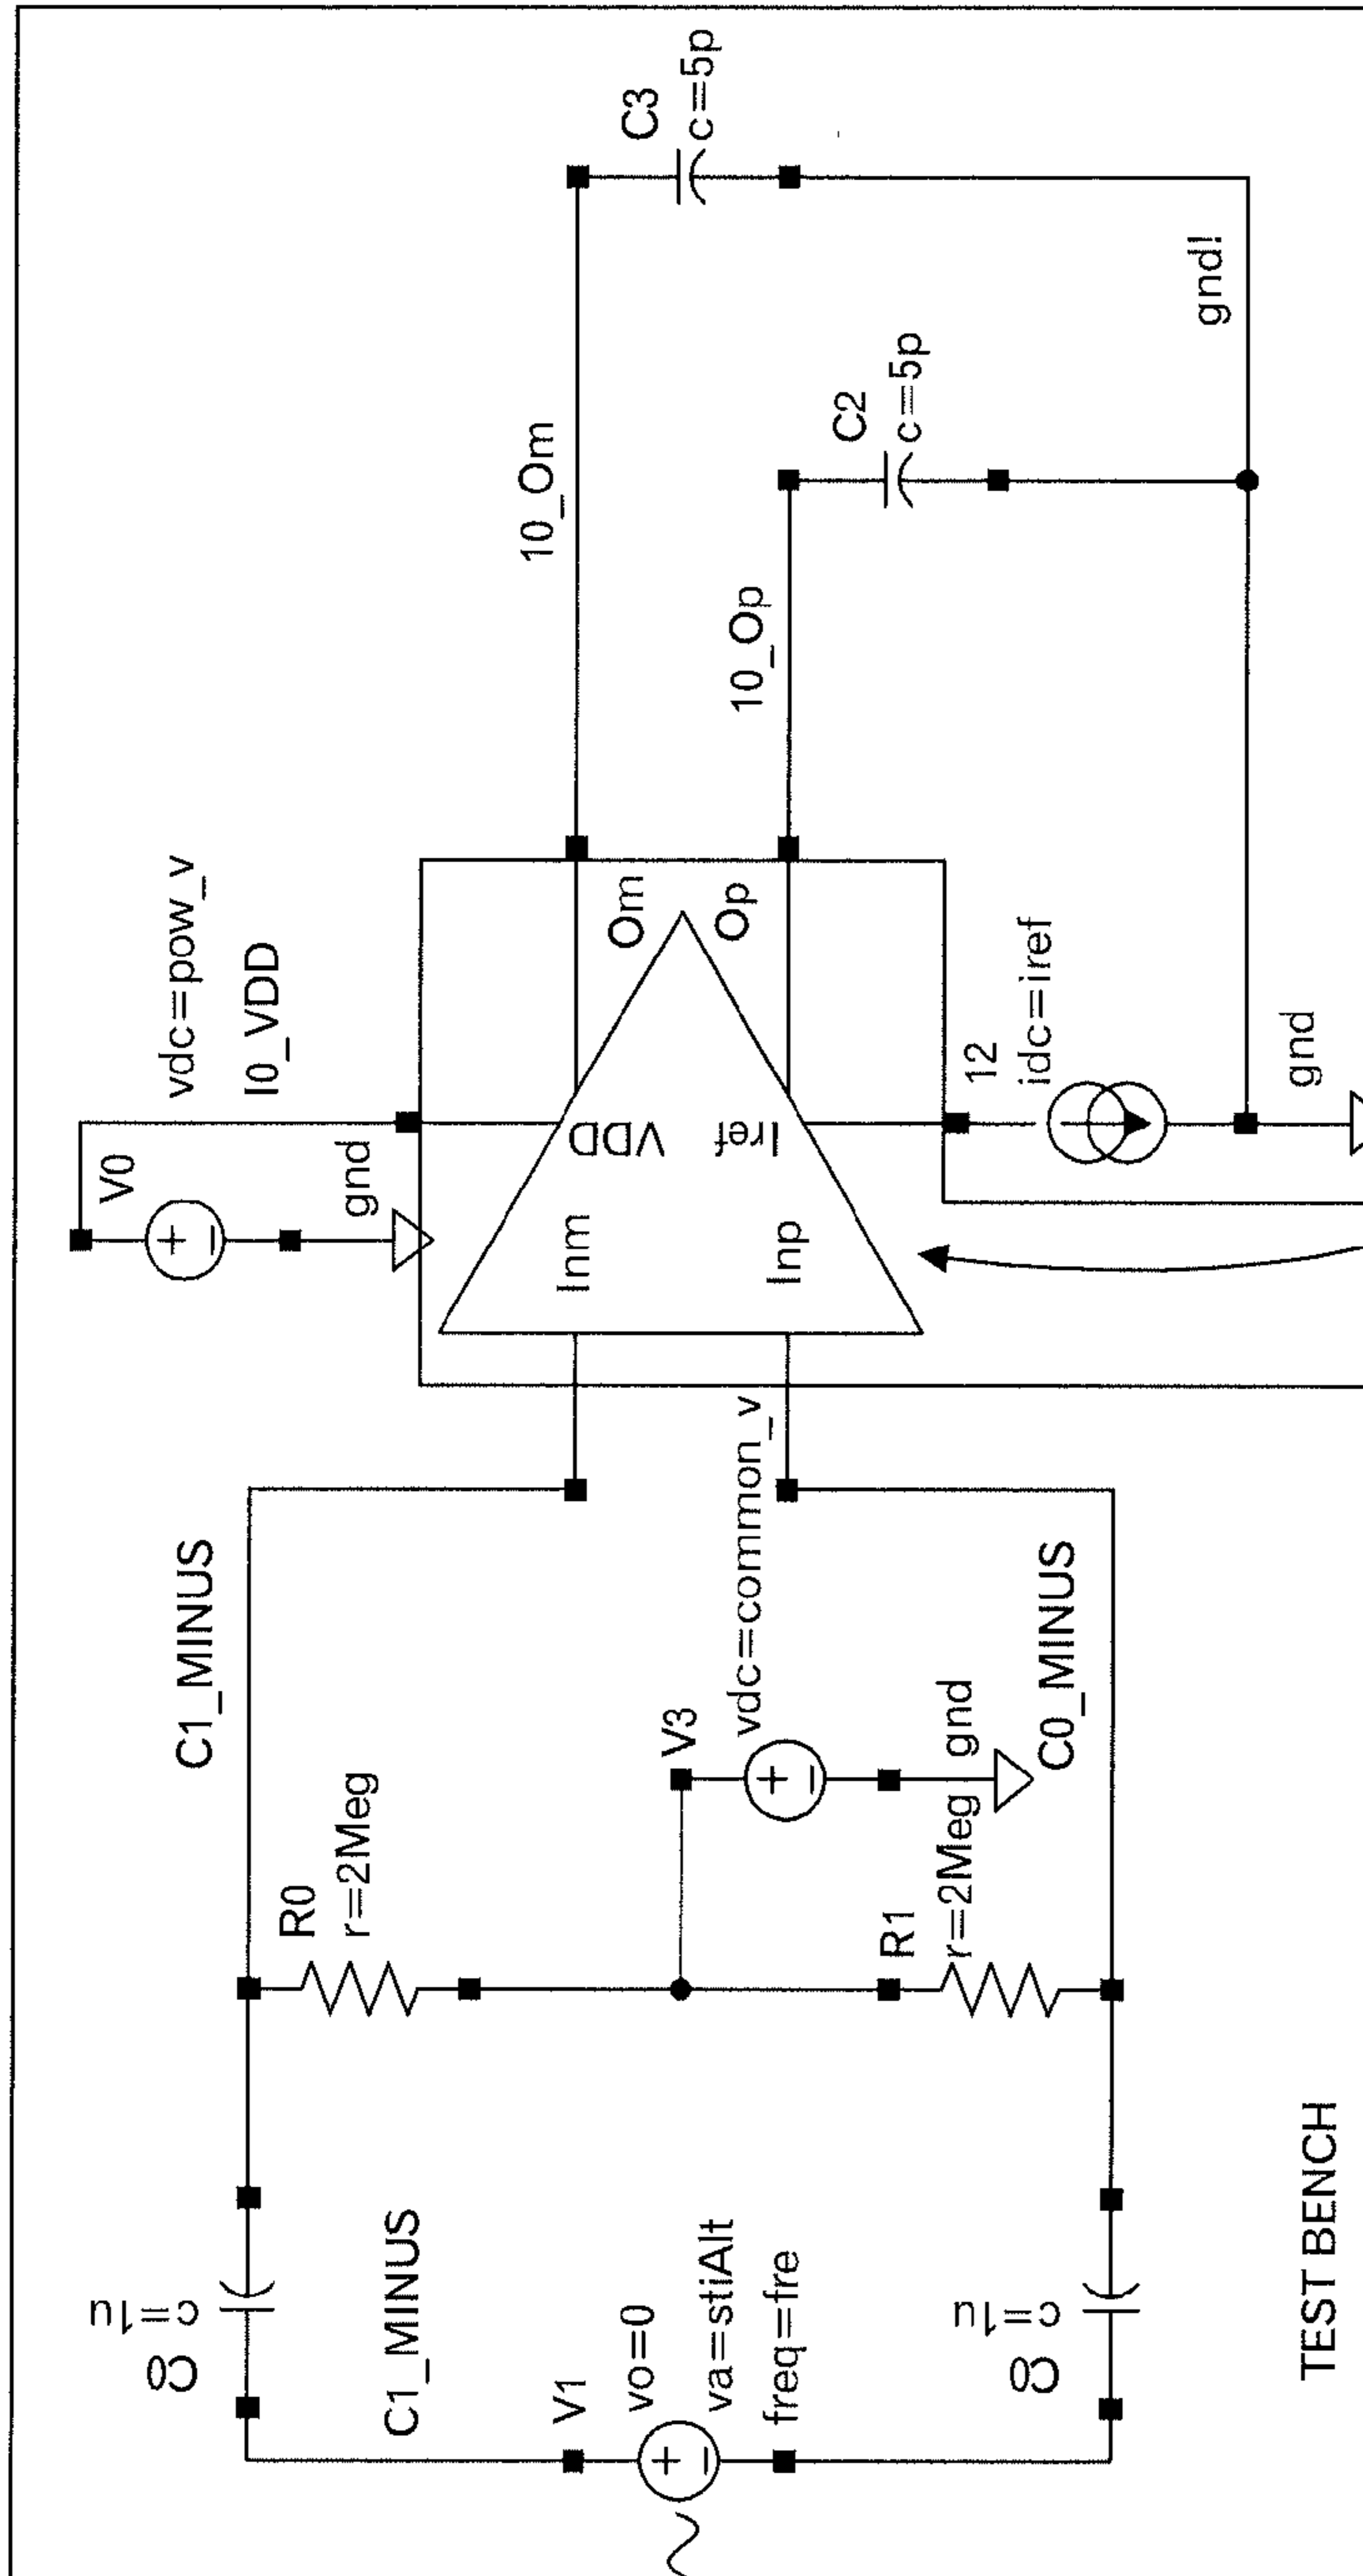 C3
c=5p
gnd!
C2
c=5p
10_Om
10_Op
vdc=pow_v
I0_VDD
V0
gnd
Om
Op
VDD
Iref
Inm
Inp
12
idc=iref
gnd
C1_MINUS
vdc=common_v
V3
gnd
C0_MINUS
R0
r=2Meg
R1
r=2Meg
c=1u
C0
C1_MINUS
V1
vo=0
va=stiAlt
freq=fre
c=1u
C0
TEST BENCH